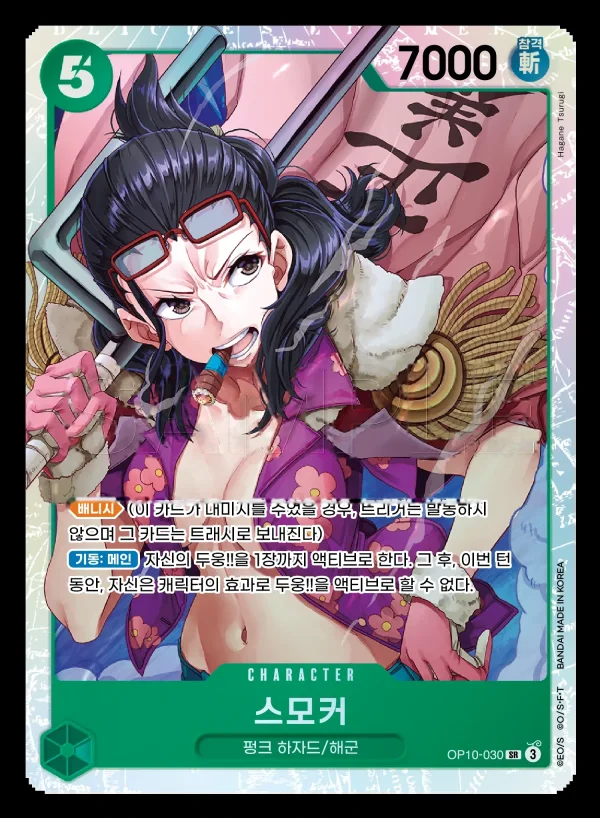 5
7000
참격
斬
Hagane Tsurugi
SAMPLE
배니시 (이 카드가 대미지를 주었을 경우, 트리거는 발동하지
않으며 그 카드는 트래시로 보내진다)
기동: 메인 자신의 두웅!!을 1장까지 액티브로 한다. 그 후, 이번 턴
동안, 자신은 캐릭터의 효과로 두웅!!을 액티브로 할 수 없다.
CHARACTER
스모커
펑크 하자드/해군
OP10-030 SR 3
©EO/S ©O/S·F·T BANDAI MADE IN KOREA